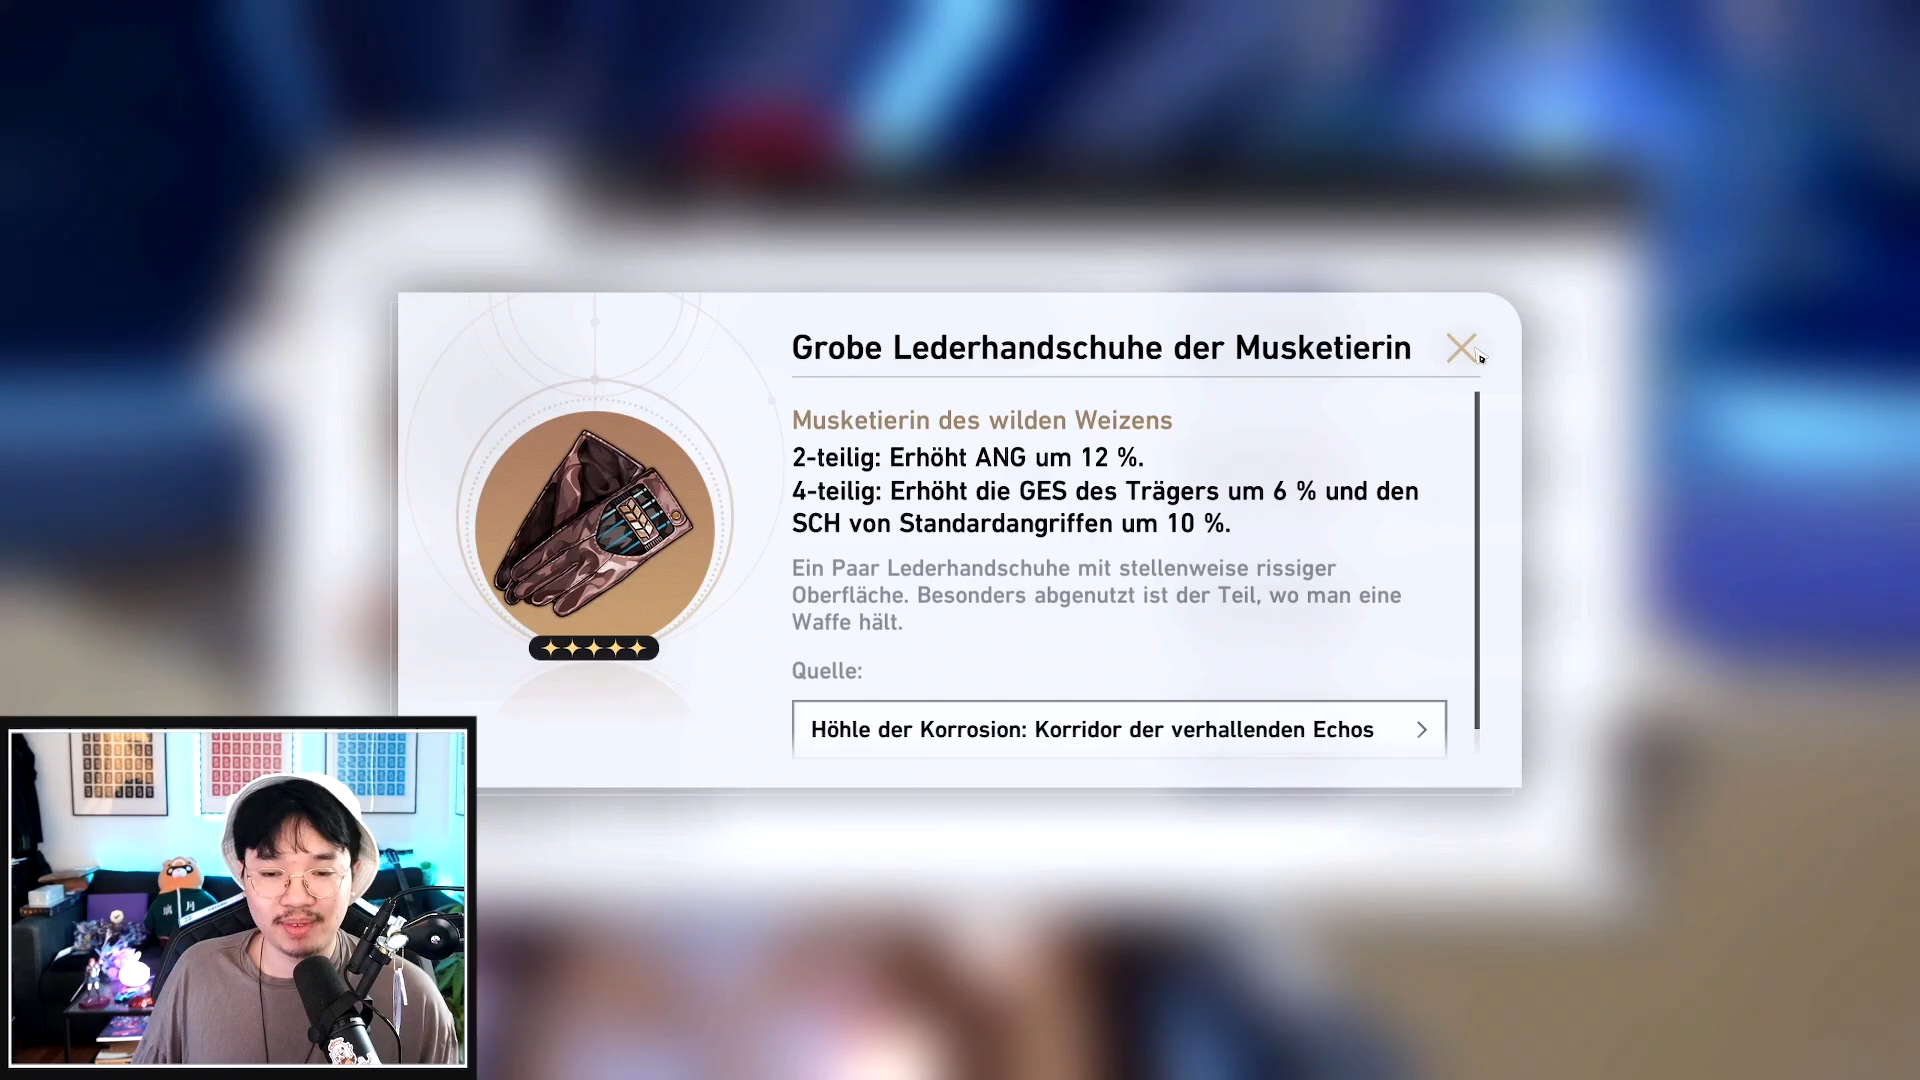 Grobe Lederhandschuhe der Musketierin
Musketierin des wilden Weizens
2-teilig: Erhöht ANG um 12 %.
4-teilig: Erhöht die GES des Trägers um 6 % und den
SCH von Standardangriffen um 10 %.
Ein Paar Lederhandschuhe mit stellenweise rissiger
Oberfläche. Besonders abgenutzt ist der Teil, wo man eine
Waffe hält.
Quelle:
Höhle der Korrosion: Korridor der verhallenden Echos
璃 月